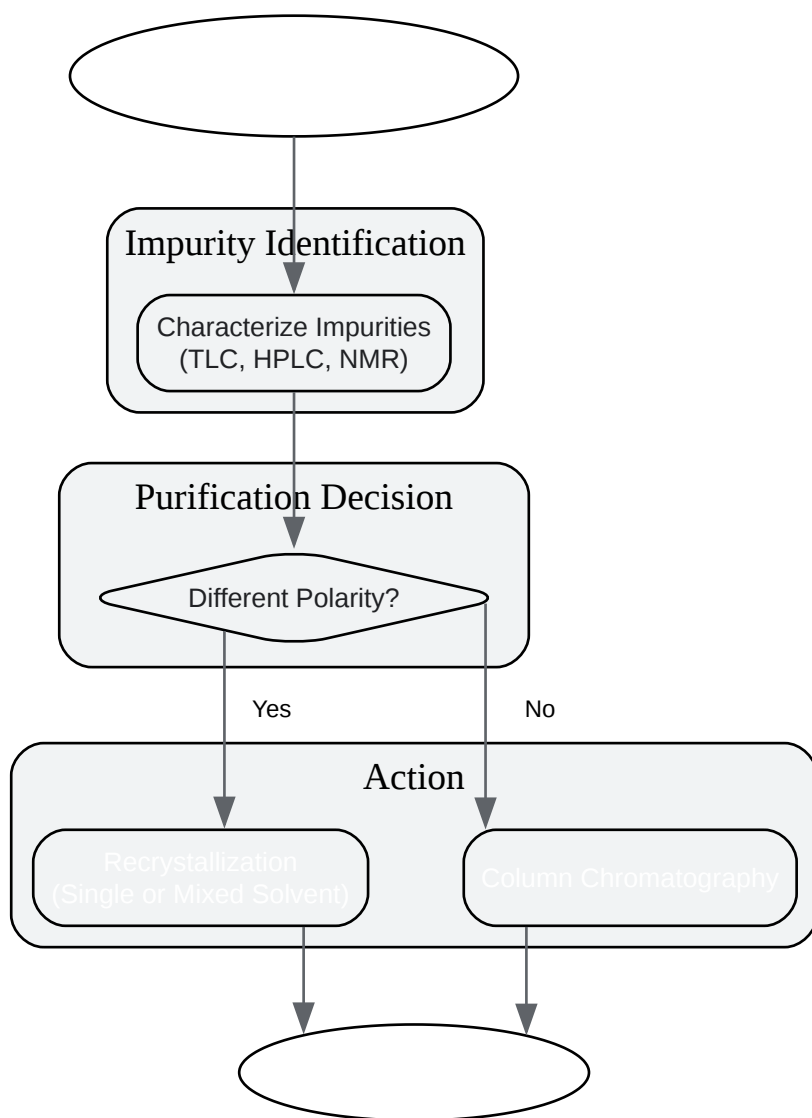 Impurity Identification
Characterize Impurities
(TLC, HPLC, NMR)
Purification Decision
Different Polarity?
Yes
No
Action
Recrystallization
(Single or Mixed Solvent)
Column Chromatography